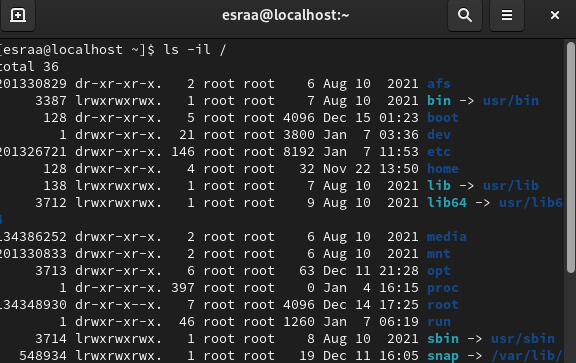 esraa@localhost:~
[esraa@localhost ~]$ ls -il /
total 36
201330829 dr-xr-xr-x. 2 root root 6 Aug 10 2021 afs
3387 lrwxrwxrwx. 1 root root 7 Aug 10 2021 bin -> usr/bin
128 dr-xr-xr-x. 5 root root 4096 Dec 15 01:23 boot
1 drwxr-xr-x. 21 root root 3800 Jan 7 03:36 dev
201326721 drwxr-xr-x. 146 root root 8192 Jan 7 11:53 etc
128 drwxr-xr-x. 4 root root 32 Nov 22 13:50 home
138 lrwxrwxrwx. 1 root root 7 Aug 10 2021 lib -> usr/lib
3712 lrwxrwxrwx. 1 root root 9 Aug 10 2021 lib64 -> usr/lib6
4
134386252 drwxr-xr-x. 2 root root 6 Aug 10 2021 media
201330833 drwxr-xr-x. 2 root root 6 Aug 10 2021 mnt
3713 drwxr-xr-x. 6 root root 63 Dec 11 21:28 opt
1 dr-xr-xr-x. 397 root root 0 Jan 4 16:15 proc
134348930 dr-xr-x--x. 7 root root 4096 Dec 14 17:25 root
1 drwxr-xr-x. 46 root root 1260 Jan 7 06:19 run
3714 lrwxrwxrwx. 1 root root 8 Aug 10 2021 sbin -> usr/sbin
548934 lrwxrwxrwx. 1 root root 19 Dec 11 16:05 snap -> /var/lib/